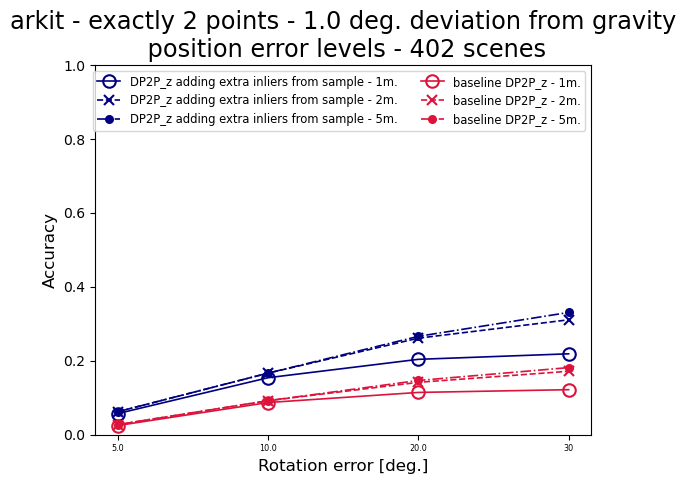 arkit - exactly 2 points - 1.0 deg. deviation from gravity
position error levels - 402 scenes
DP2P_z adding extra inliers from sample - 1m.
DP2P_z adding extra inliers from sample - 2m.
DP2P_z adding extra inliers from sample - 5m.
baseline DP2P_z - 1m.
baseline DP2P_z - 2m.
baseline DP2P_z - 5m.
Accuracy
1.0
0.8
0.6
0.4
0.2
0.0
5.0 10.0 20.0 30
Rotation error [deg.]